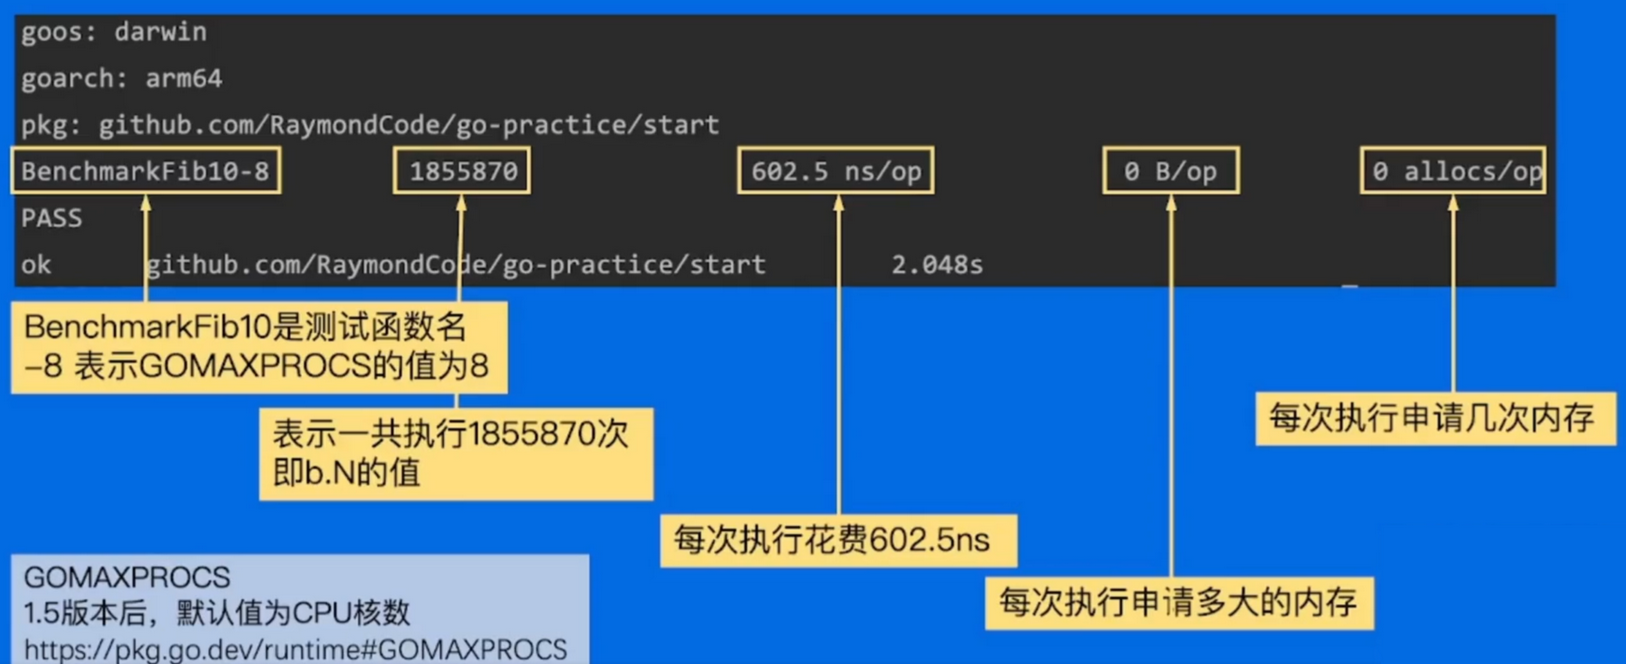 goos: darwin
goarch: arm64
pkg: github.com/RaymondCode/go-practice/start
BenchmarkFib10-8 1855870 602.5 ns/op 0 B/op 0 allocs/op
PASS
ok github.com/RaymondCode/go-practice/start 2.048s
BenchmarkFib10是测试函数名
-8 表示GOMAXPROCS的值为8
表示一共执行1855870次
即b.N的值
每次执行申请几次内存
每次执行花费602.5ns
每次执行申请多大的内存
GOMAXPROCS
1.5版本后，默认值为CPU核数
https://pkg.go.dev/runtime#GOMAXPROCS